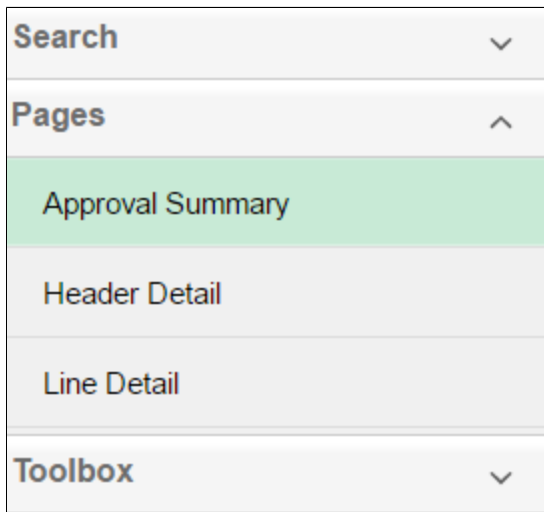 Search
Pages
Approval Summary
Header Detail
Line Detail
Toolbox